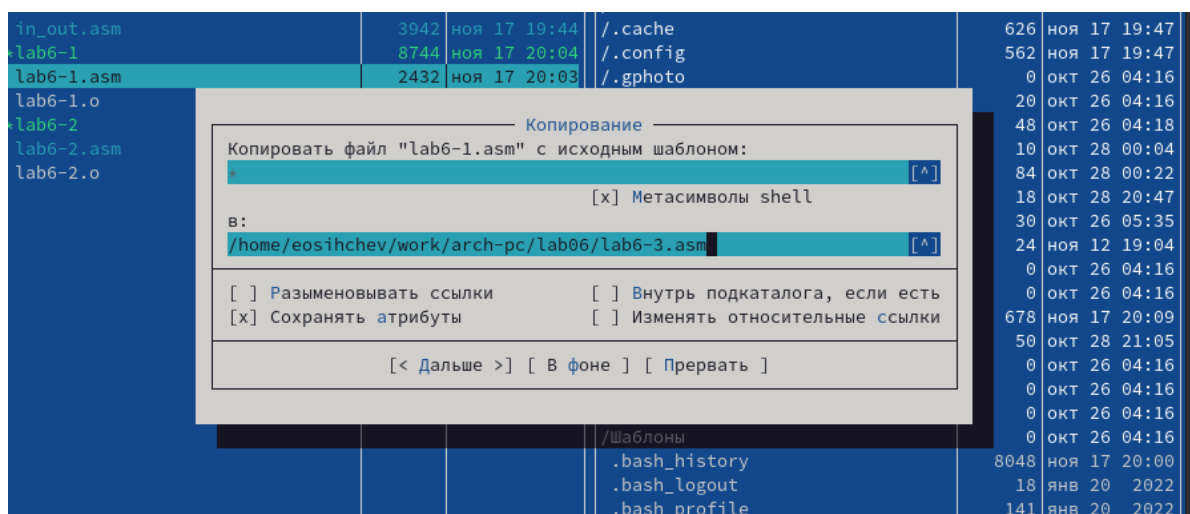 in_out.asm 3942 ноя 17 19:44 /.cache 626 ноя 17 19:47
*lab6-1 8744 ноя 17 20:04 /.config 562 ноя 17 19:47
lab6-1.asm 2432 ноя 17 20:03 /.gphoto 0 окт 26 04:16
lab6-1.o 20 окт 26 04:16
*lab6-2 48 окт 26 04:18
lab6-2.asm 10 окт 28 00:04
lab6-2.o 84 окт 28 00:22
18 окт 28 20:47
30 окт 26 05:35
24 ноя 12 19:04
0 окт 26 04:16
0 окт 26 04:16
678 ноя 17 20:09
50 окт 28 21:05
0 окт 26 04:16
0 окт 26 04:16
0 окт 26 04:16
/Шаблоны 0 окт 26 04:16
.bash_history 8048 ноя 17 20:00
.bash_logout 18 янв 20 2022
.bash_profile 141 янв 20 2022
Копирование
Копировать файл "lab6-1.asm" с исходным шаблоном:
* [^]
[x] Метасимволы shell
в:
/home/eosihchev/work/arch-pc/lab06/lab6-3.asm [^]
[ ] Разыменовывать ссылки [ ] Внутрь подкаталога, если есть
[x] Сохранять атрибуты [ ] Изменять относительные ссылки
[< Дальше >] [ В фоне ] [ Прервать ]